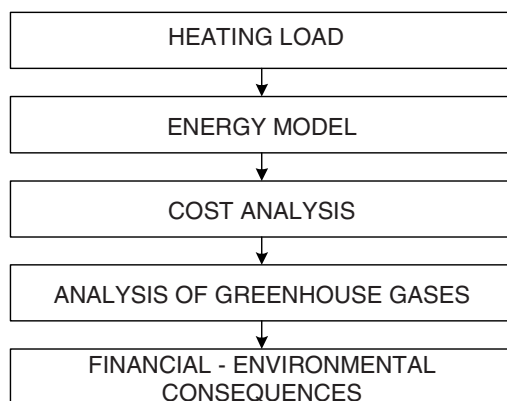 HEATING LOAD
ENERGY MODEL
COST ANALYSIS
ANALYSIS OF GREENHOUSE GASES
FINANCIAL - ENVIRONMENTAL
CONSEQUENCES